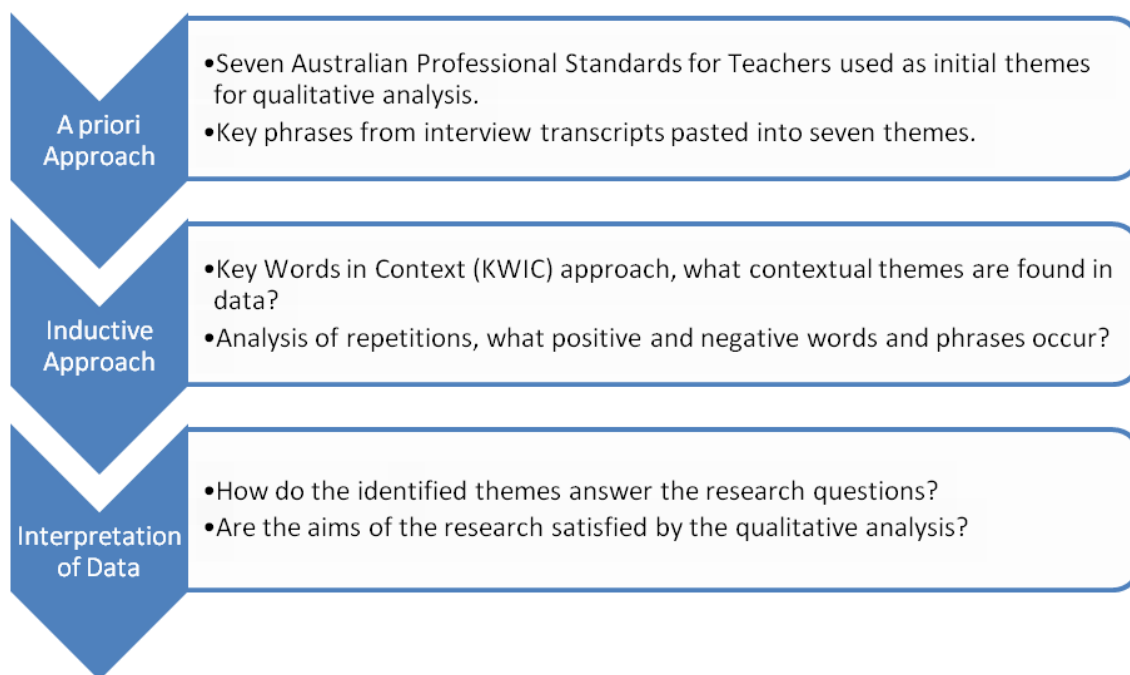 A priori
Approach
•Seven Australian Professional Standards for Teachers used as initial themes
for qualitative analysis.
•Key phrases from interview transcripts pasted into seven themes.
Inductive
Approach
•Key Words in Context (KWIC) approach, what contextual themes are found in
data?
•Analysis of repetitions, what positive and negative words and phrases occur?
Interpretation
of Data
•How do the identified themes answer the research questions?
•Are the aims of the research satisfied by the qualitative analysis?